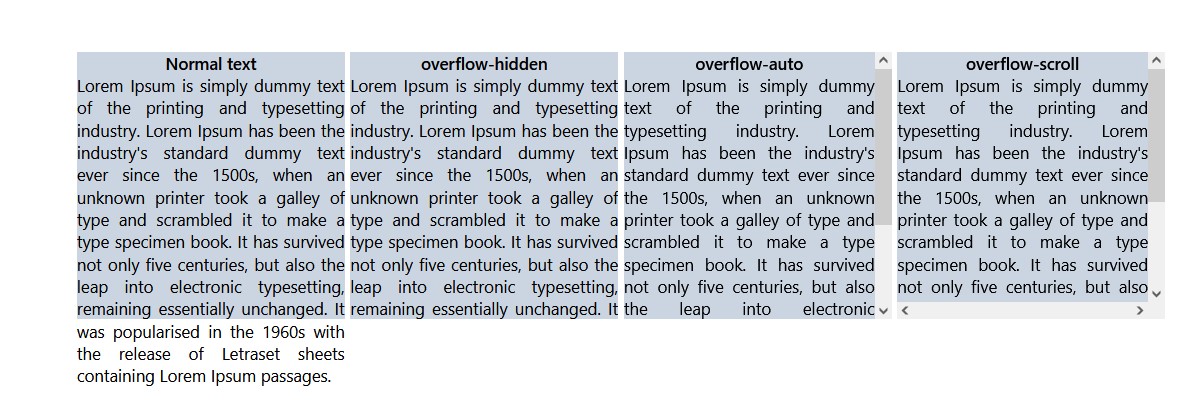 Normal text
Lorem Ipsum is simply dummy text
of the printing and typesetting
industry. Lorem Ipsum has been the
industry's standard dummy text
ever since the 1500s, when an
unknown printer took a galley of
type and scrambled it to make a
type specimen book. It has survived
not only five centuries, but also the
leap into electronic typesetting,
remaining essentially unchanged. It
was popularised in the 1960s with
the release of Letraset sheets
containing Lorem Ipsum passages.
overflow-hidden
Lorem Ipsum is simply dummy text
of the printing and typesetting
industry. Lorem Ipsum has been the
industry's standard dummy text
ever since the 1500s, when an
unknown printer took a galley of
type and scrambled it to make a
type specimen book. It has survived
not only five centuries, but also the
leap into electronic typesetting,
remaining essentially unchanged. It
overflow-auto
Lorem Ipsum is simply dummy
text of the printing and
typesetting industry. Lorem
Ipsum has been the industry's
standard dummy text ever since
the 1500s, when an unknown
printer took a galley of type and
scrambled it to make a type
specimen book. It has survived
not only five centuries, but also
the leap into electronic
overflow-scroll
Lorem Ipsum is simply dummy
text of the printing and
typesetting industry. Lorem
Ipsum has been the industry's
standard dummy text ever since
the 1500s, when an unknown
printer took a galley of type and
scrambled it to make a type
specimen book. It has survived
not only five centuries, but also